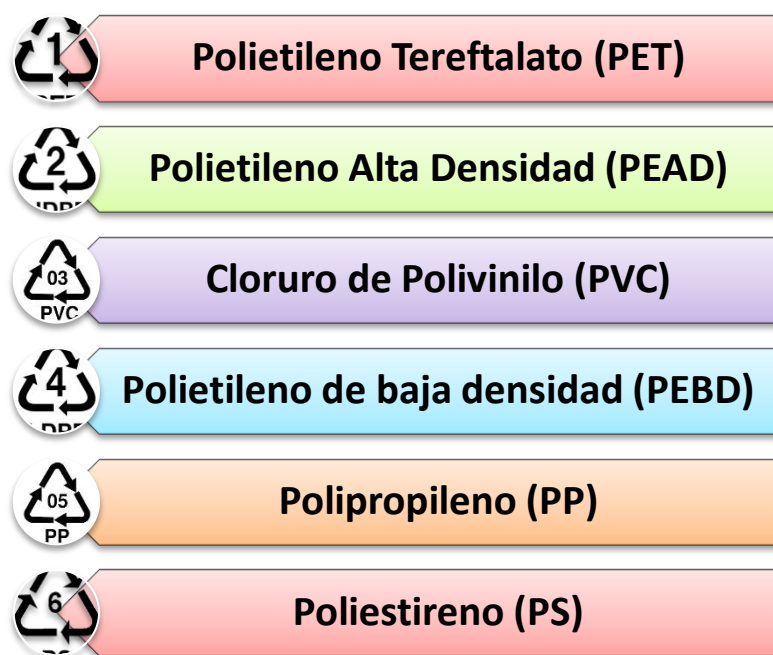 1
Polietileno Tereftalato (PET)
2
Polietileno Alta Densidad (PEAD)
03
PVC
Cloruro de Polivinilo (PVC)
4
Polietileno de baja densidad (PEBD)
05
PP
Polipropileno (PP)
6
Poliestireno (PS)